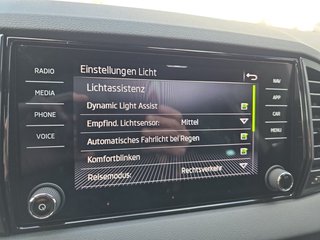 RADIO
MEDIA
PHONE
VOICE
Einstellungen Licht
Lichtassistenz
Dynamic Light Assist
Empfind. Lichtsensor: Mittel
Automatisches Fahrlicht bei Regen
Komfortblinken
Reisemodus: Rechtsverkehr
NAV
APP
CAR
MENU